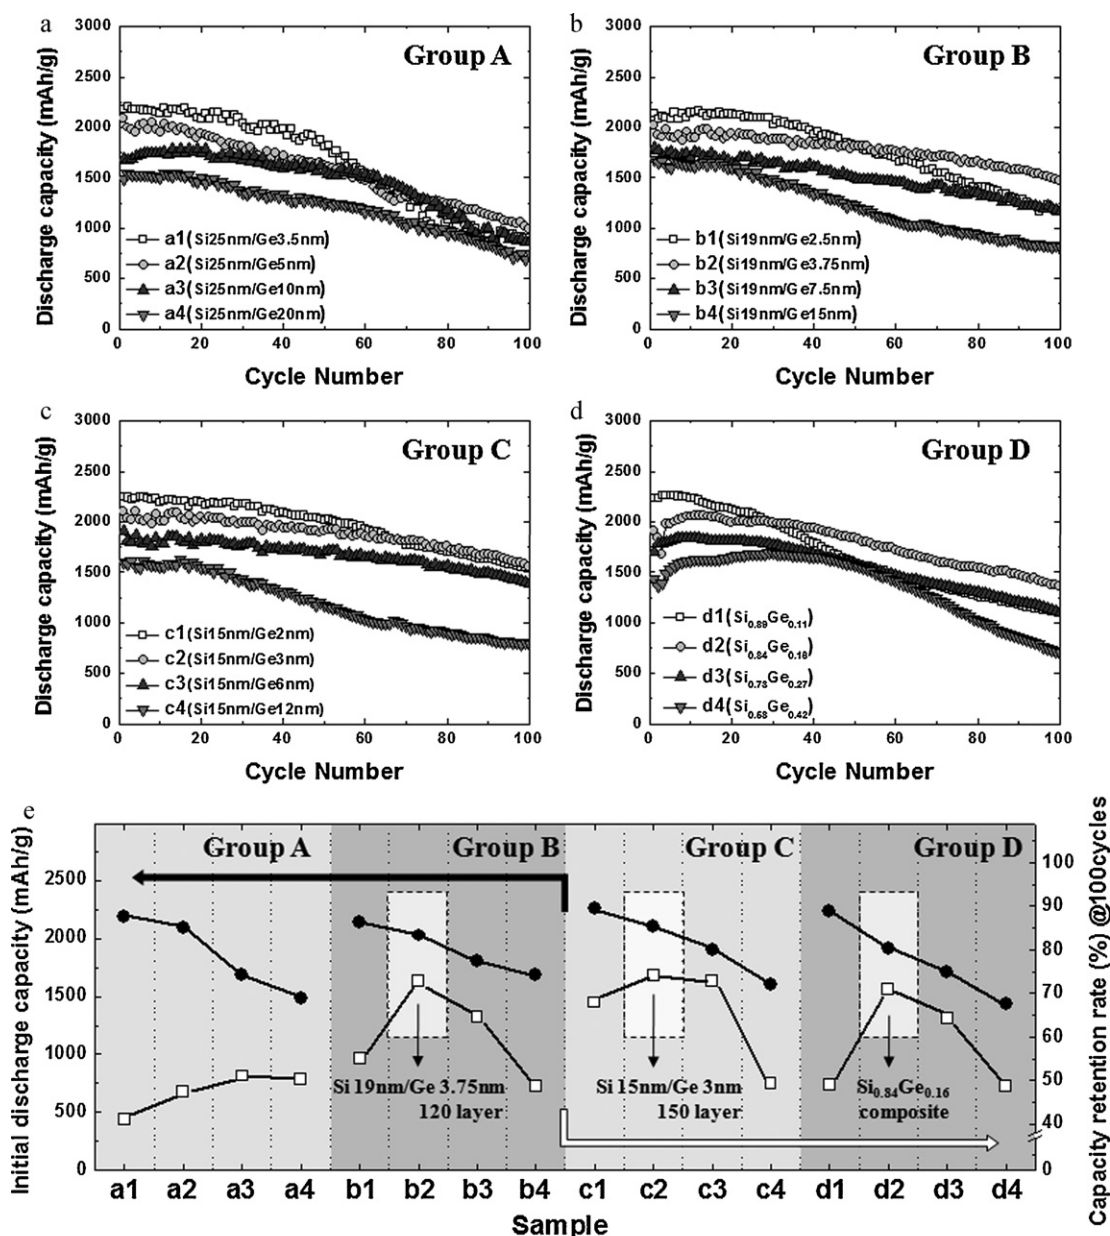 a
Group A
Discharge capacity (mAh/g)
3000
2500
2000
1500
1000
500
0
a1(Si25nm/Ge3.5nm)
a2(Si25nm/Ge5nm)
a3(Si25nm/Ge10nm)
a4(Si25nm/Ge20nm)
0 20 40 60 80 100
Cycle Number
b
Group B
Discharge capacity (mAh/g)
3000
2500
2000
1500
1000
500
0
b1(Si19nm/Ge2.5nm)
b2(Si19nm/Ge3.75nm)
b3(Si19nm/Ge7.5nm)
b4(Si19nm/Ge15nm)
0 20 40 60 80 100
Cycle Number
c
Group C
Discharge capacity (mAh/g)
3000
2500
2000
1500
1000
500
0
c1(Si15nm/Ge2nm)
c2(Si15nm/Ge3nm)
c3(Si15nm/Ge6nm)
c4(Si15nm/Ge12nm)
0 20 40 60 80 100
Cycle Number
d
Group D
Discharge capacity (mAh/g)
3000
2500
2000
1500
1000
500
0
d1(Si0.89Ge0.11)
d2(Si0.84Ge0.16)
d3(Si0.73Ge0.27)
d4(Si0.58Ge0.42)
0 20 40 60 80 100
Cycle Number
e
Initial discharge capacity (mAh/g)
2500
2000
1500
1000
500
0
Group A
Group B
Group C
Group D
Si 19nm/Ge 3.75nm
120 layer
Si 15nm/Ge 3nm
150 layer
Si0.84Ge0.16
composite
100
90
80
70
60
50
40
0
Capacity retention rate (%) @100cycles
a1 a2 a3 a4 b1 b2 b3 b4 c1 c2 c3 c4 d1 d2 d3 d4
Sample